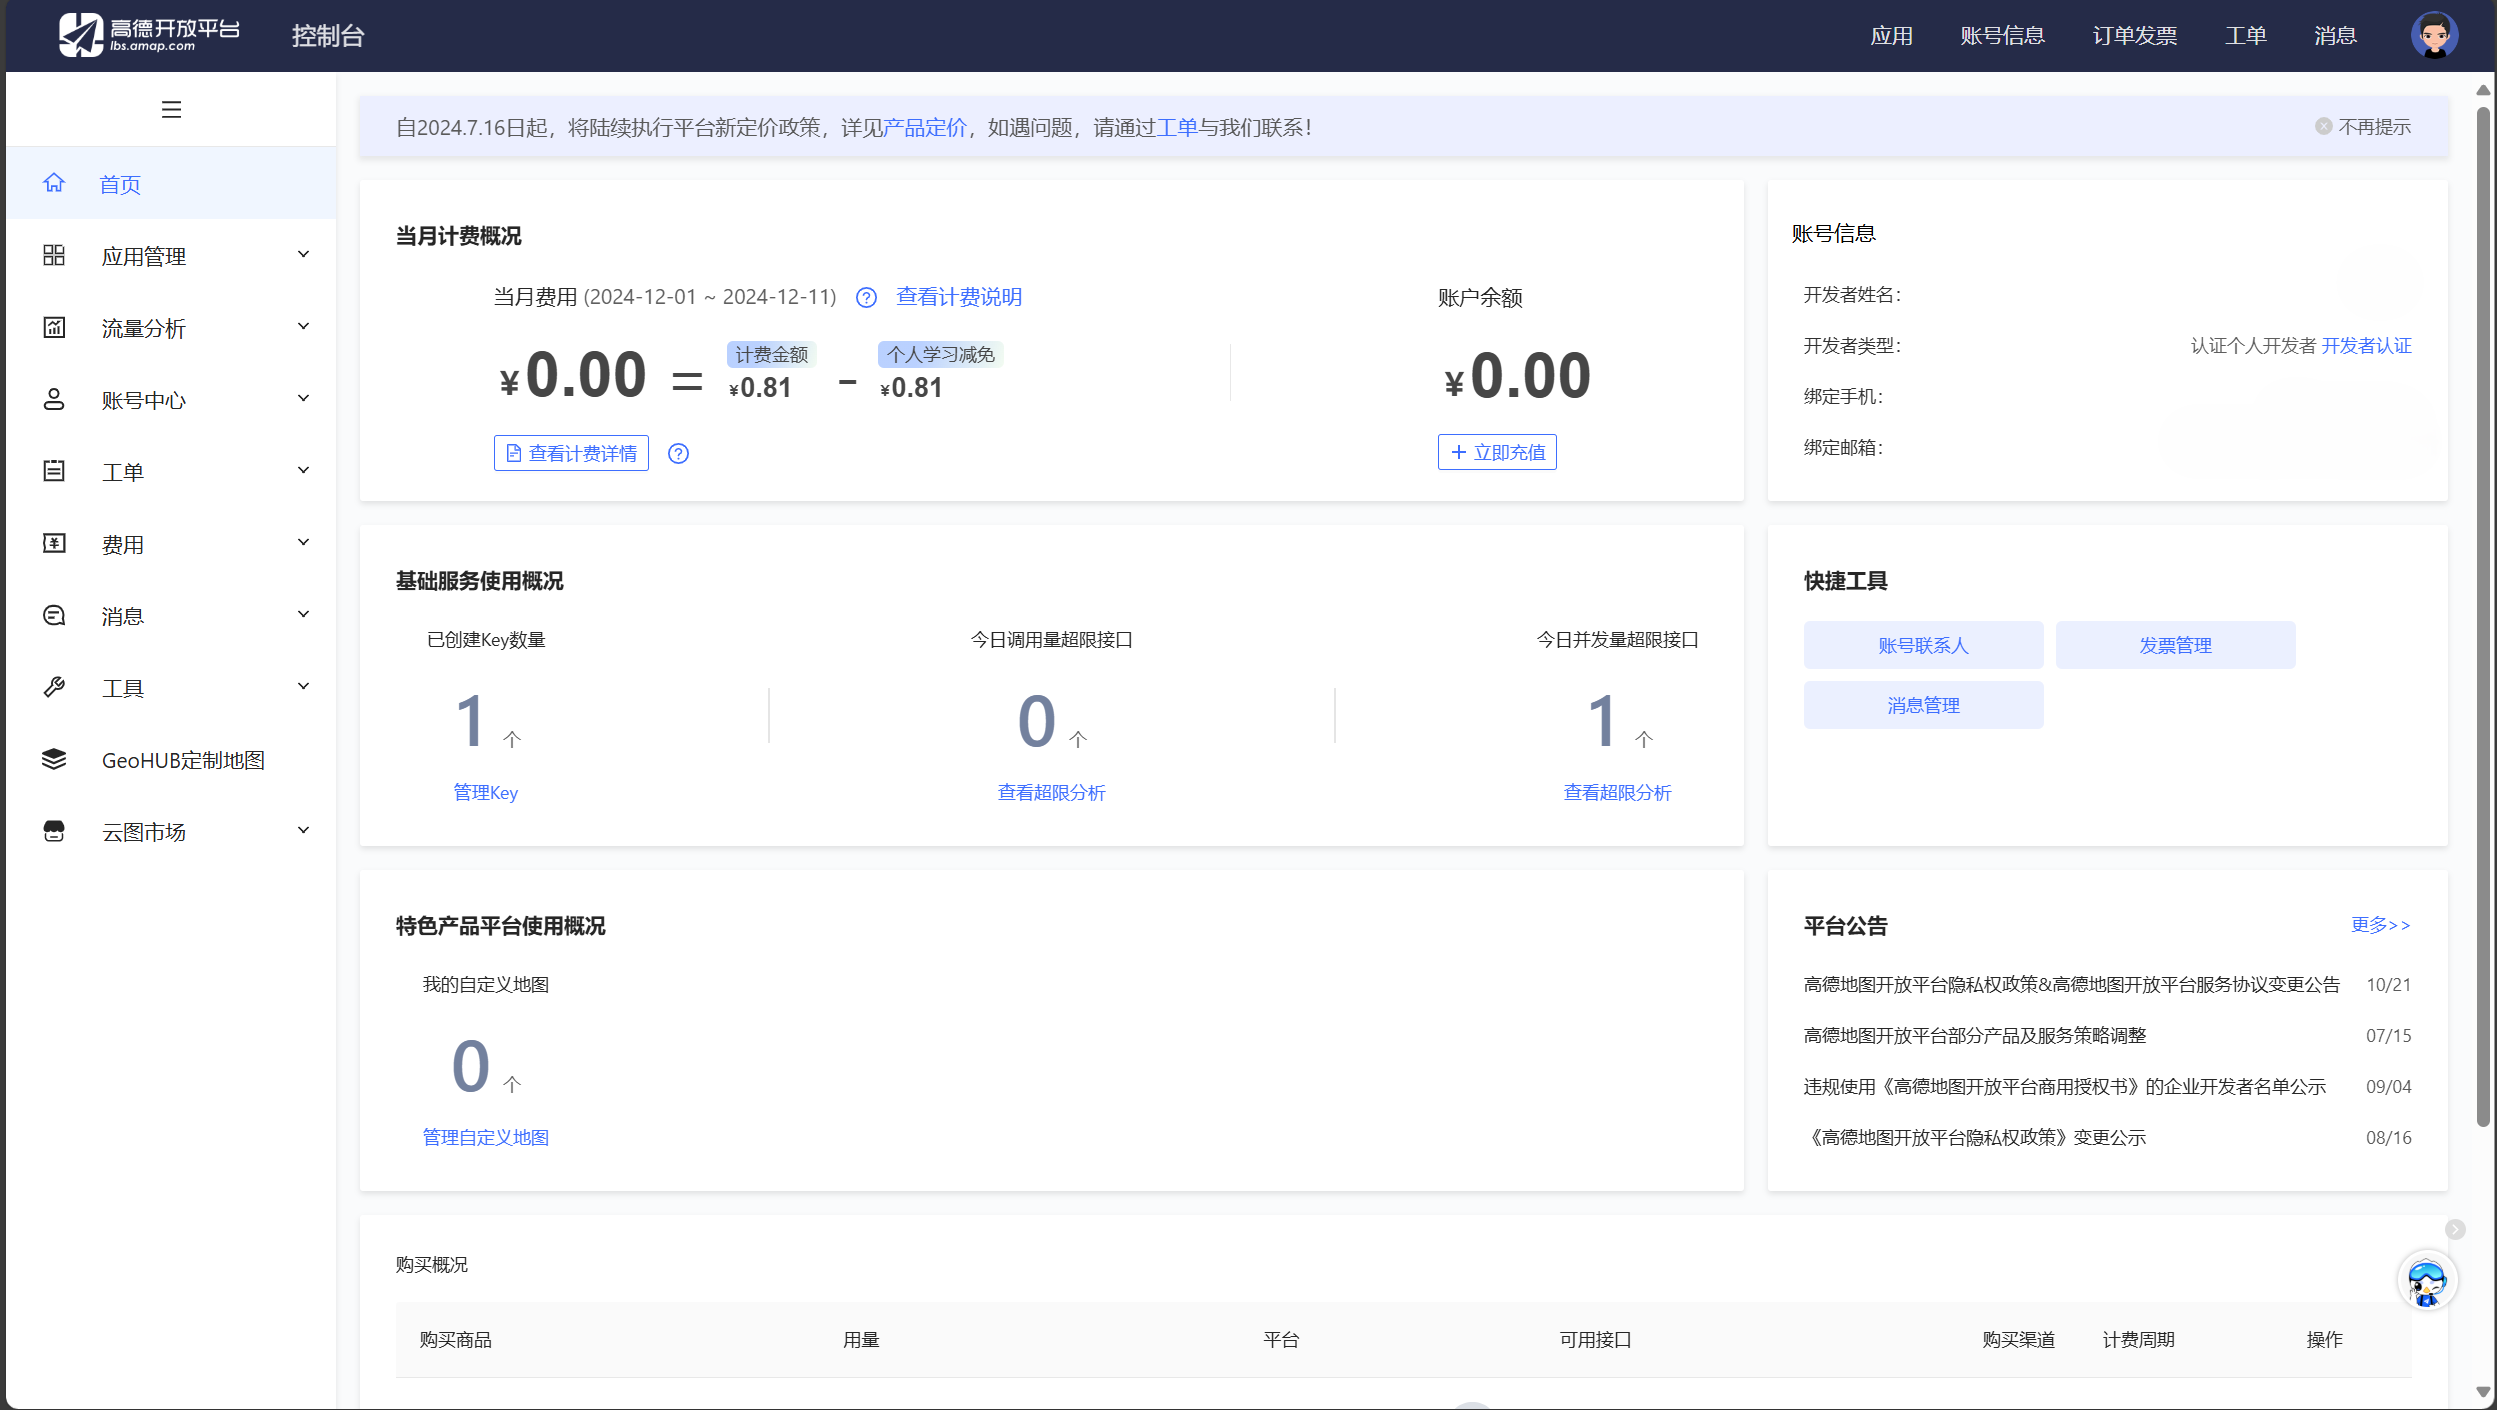 高德开放平台
lbs.amap.com
控制台
应用
账号信息
订单发票
工单
消息
首页
应用管理
流量分析
账号中心
工单
费用
消息
工具
GeoHUB定制地图
云图市场
自2024.7.16日起，将陆续执行平台新定价政策，详见产品定价，如遇问题，请通过工单与我们联系！
不再提示
当月计费概况
当月费用 (2024-12-01 ~ 2024-12-11) ? 查看计费说明
¥0.00 = 计费金额 ¥0.81 - 个人学习减免 ¥0.81
查看计费详情 ?
账户余额
¥0.00
+ 立即充值
账号信息
开发者姓名：
开发者类型：
认证个人开发者 开发者认证
绑定手机：
绑定邮箱：
基础服务使用概况
已创建Key数量
1 个
管理Key
今日调用量超限接口
0 个
查看超限分析
今日并发量超限接口
1 个
查看超限分析
快捷工具
账号联系人
发票管理
消息管理
特色产品平台使用概况
我的自定义地图
0 个
管理自定义地图
平台公告
更多>>
高德地图开放平台隐私权政策&高德地图开放平台服务协议变更公告 10/21
高德地图开放平台部分产品及服务策略调整 07/15
违规使用《高德地图开放平台商用授权书》的企业开发者名单公示 09/04
《高德地图开放平台隐私权政策》变更公示 08/16
购买概况
购买商品
用量
平台
可用接口
购买渠道
计费周期
操作